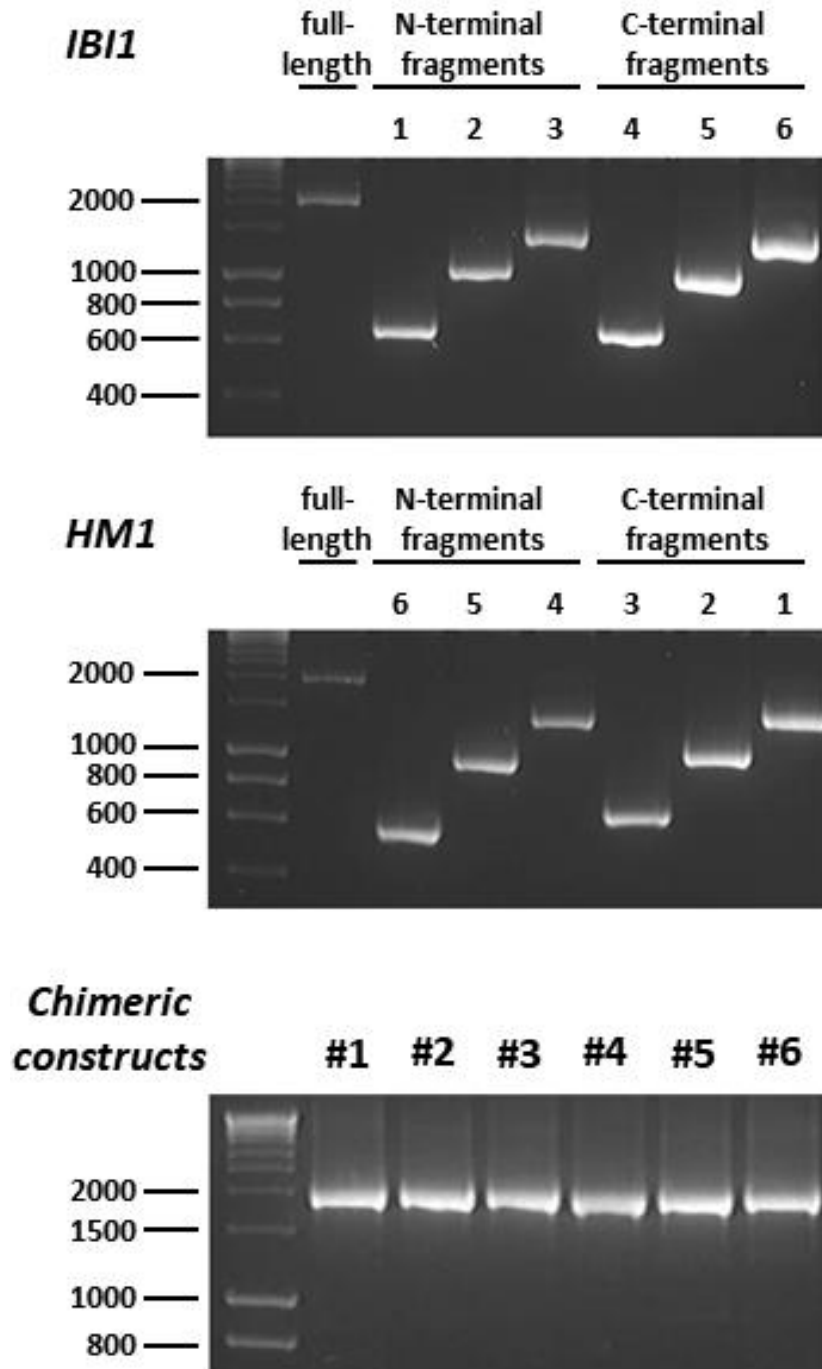 IBI1
full- N-terminal C-terminal
length fragments fragments
1 2 3 4 5 6
2000
1000
800
600
400
HM1
full- N-terminal C-terminal
length fragments fragments
6 5 4 3 2 1
2000
1000
800
600
400
Chimeric
constructs #1 #2 #3 #4 #5 #6
2000
1500
1000
800